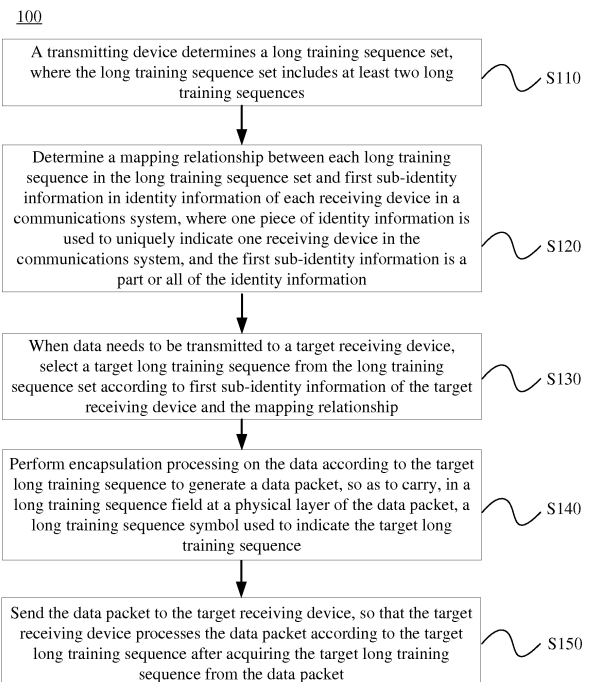 100
A transmitting device determines a long training sequence set,
where the long training sequence set includes at least two long
training sequences
S110
Determine a mapping relationship between each long training
sequence in the long training sequence set and first sub-identity
information in identity information of each receiving device in a
communications system, where one piece of identity information is
used to uniquely indicate one receiving device in the
communications system, and the first sub-identity information is a
part or all of the identity information
S120
When data needs to be transmitted to a target receiving device,
select a target long training sequence from the long training
sequence set according to first sub-identity information of the target
receiving device and the mapping relationship
S130
Perform encapsulation processing on the data according to the target
long training sequence to generate a data packet, so as to carry, in a
long training sequence field at a physical layer of the data packet, a
long training sequence symbol used to indicate the target long
training sequence
S140
Send the data packet to the target receiving device, so that the target
receiving device processes the data packet according to the target
long training sequence after acquiring the target long training
sequence from the data packet
S150